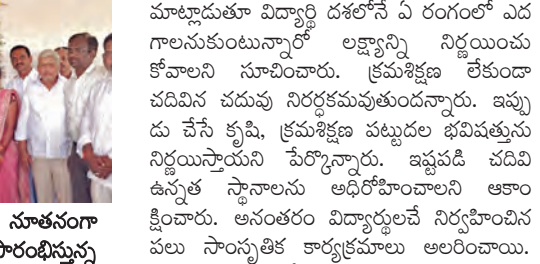 మాట్లాడుతూ విద్యార్థి దశలోనే ఏ రంగంలో ఎద
గాలనుకుంటున్నారో లక్ష్యాన్ని నిర్ణయించు
కోవాలని సూచించారు. క్రమశిక్షణ లేకుండా
చదివిన చదువు నిరర్ధకమవుతుందన్నారు. ఇప్పు
డు చేసే కృషి, క్రమశిక్షణ పట్టుదల భవిషత్తును
నిర్ణయిస్తాయని పేర్కొన్నారు. ఇష్టపడి చదివి
ఉన్నత స్థానాలను అధిరోహించాలని ఆకాం
క్షించారు. అనంతరం విద్యార్థులచే నిర్వహించిన
పలు సాంస్కృతిక కార్యక్రమాలు అలరించాయి.
నూతనంగా